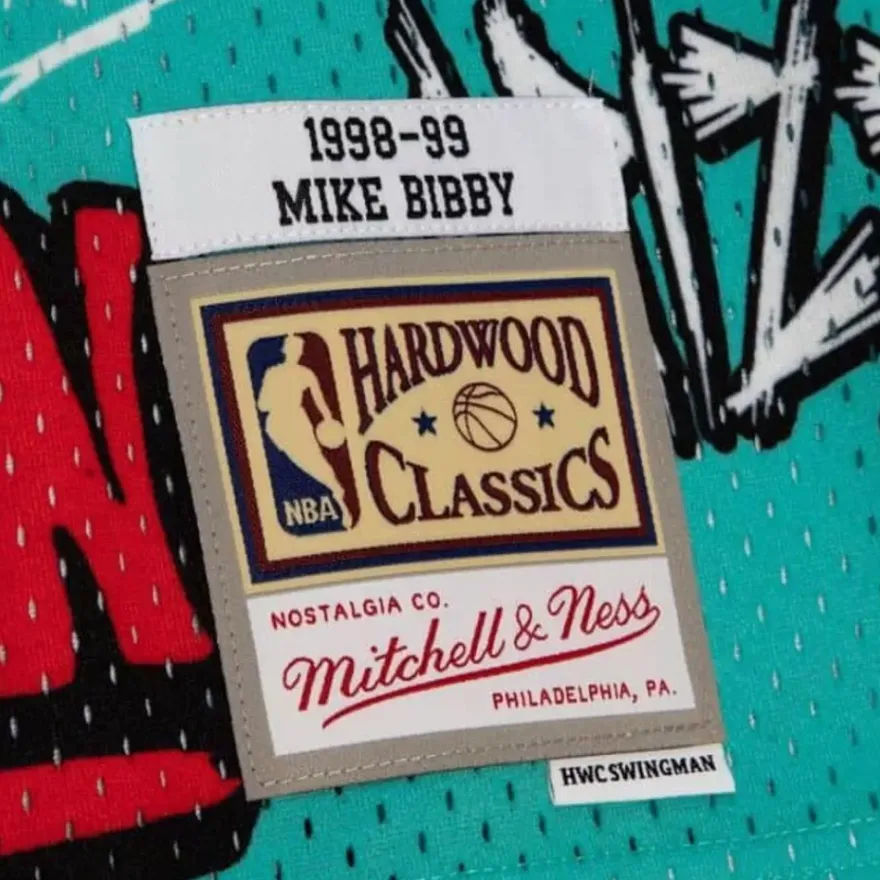 1998-99
MIKE BIBBY
HARDWOOD
CLASSICS
NBA
NOSTALGIA CO.
Mitchell & Ness
PHILADELPHIA, PA.
HWC SWINGMAN